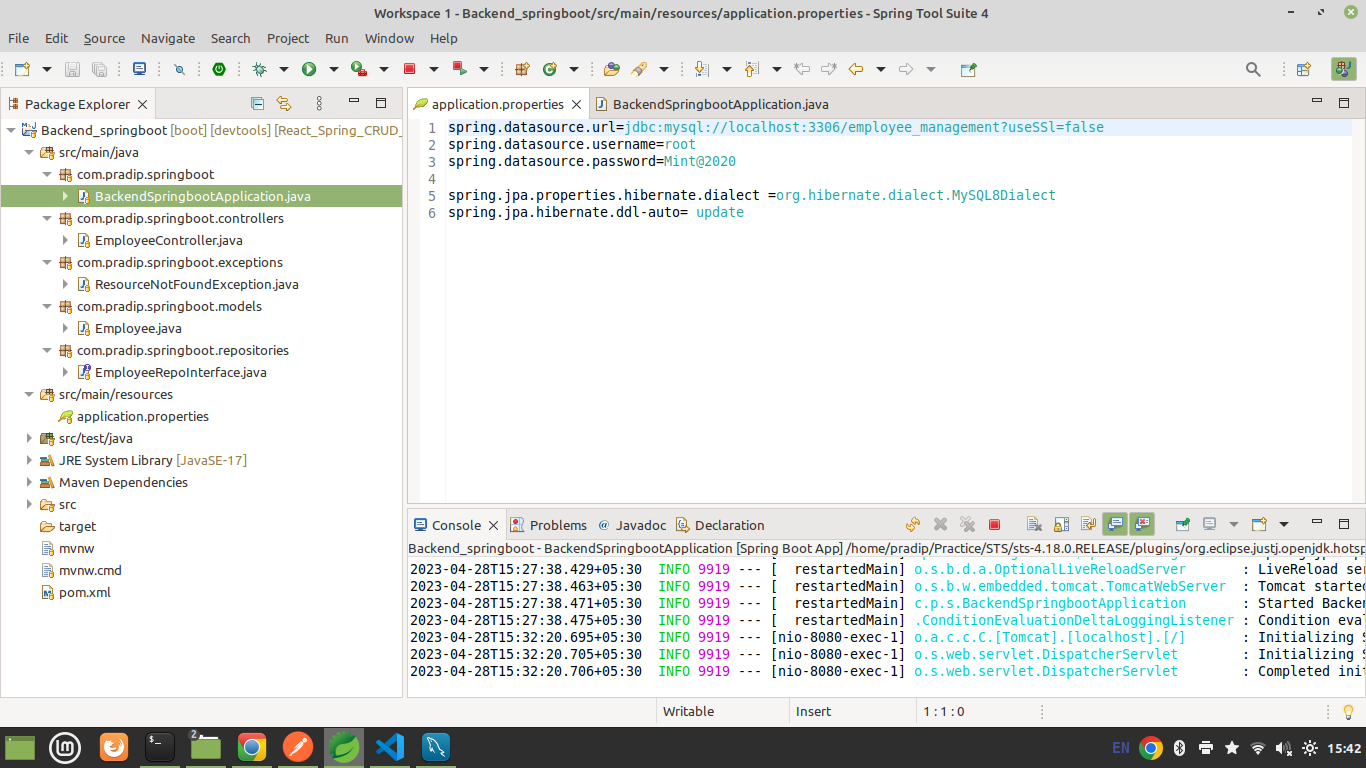 Workspace 1 - Backend_springboot/src/main/resources/application.properties - Spring Tool Suite 4
File Edit Source Navigate Search Project Run Window Help
Package Explorer
Backend_springboot [boot] [devtools] [React_Spring_CRUD_
src/main/java
com.pradip.springboot
BackendSpringbootApplication.java
com.pradip.springboot.controllers
EmployeeController.java
com.pradip.springboot.exceptions
ResourceNotFoundException.java
com.pradip.springboot.models
Employee.java
com.pradip.springboot.repositories
EmployeeRepoInterface.java
src/main/resources
application.properties
src/test/java
JRE System Library [JavaSE-17]
Maven Dependencies
src
target
mvnw
mvnw.cmd
pom.xml
application.properties BackendSpringbootApplication.java
1 spring.datasource.url=jdbc:mysql://localhost:3306/employee_management?useSSl=false
2 spring.datasource.username=root
3 spring.datasource.password=Mint@2020
4
5 spring.jpa.properties.hibernate.dialect =org.hibernate.dialect.MySQL8Dialect
6 spring.jpa.hibernate.ddl-auto= update
Console Problems @ Javadoc Declaration
Backend_springboot - BackendSpringbootApplication [Spring Boot App] /home/pradip/Practice/STS/sts-4.18.0.RELEASE/plugins/org.eclipse.justj.openjdk.hotsp
2023-04-28T15:27:38.429+05:30 INFO 9919 --- [ restartedMain] o.s.b.d.a.OptionalLiveReloadServer : LiveReload ser
2023-04-28T15:27:38.463+05:30 INFO 9919 --- [ restartedMain] o.s.b.w.embedded.tomcat.TomcatWebServer : Tomcat started
2023-04-28T15:27:38.471+05:30 INFO 9919 --- [ restartedMain] c.p.s.BackendSpringbootApplication : Started Backen
2023-04-28T15:27:38.475+05:30 INFO 9919 --- [ restartedMain] .ConditionEvaluationDeltaLoggingListener : Condition eval
2023-04-28T15:32:20.695+05:30 INFO 9919 --- [nio-8080-exec-1] o.a.c.c.C.[Tomcat].[localhost].[/] : Initializing S
2023-04-28T15:32:20.705+05:30 INFO 9919 --- [nio-8080-exec-1] o.s.web.servlet.DispatcherServlet : Initializing S
2023-04-28T15:32:20.706+05:30 INFO 9919 --- [nio-8080-exec-1] o.s.web.servlet.DispatcherServlet : Completed init
Writable Insert 1 : 1 : 0
2
EN 15:42